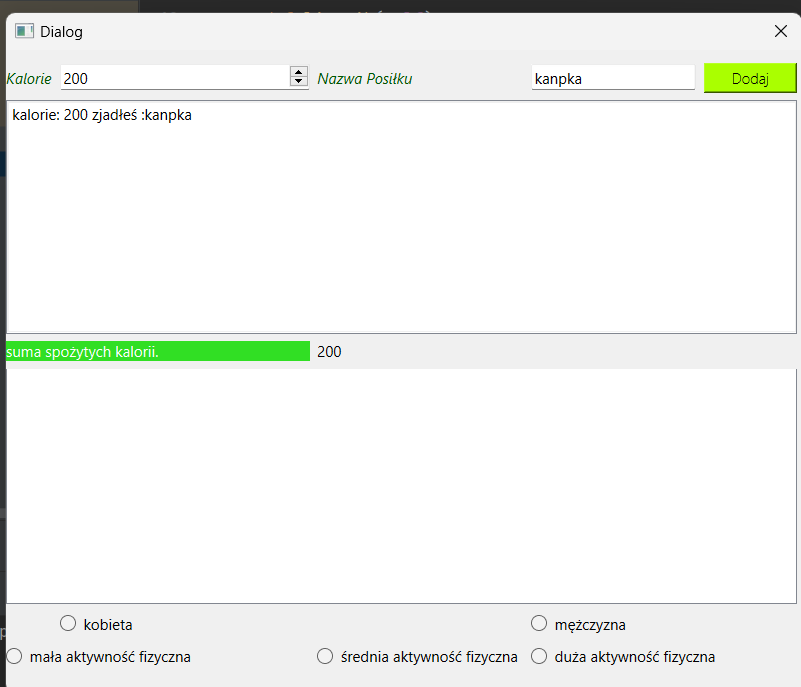 Dialog
Kalorie 200 Nazwa Posiłku kanpka Dodaj
kalorie: 200 zjadłeś :kanpka
suma spożytych kalorii. 200
kobieta mężczyzna
mała aktywność fizyczna średnia aktywność fizyczna duża aktywność fizyczna